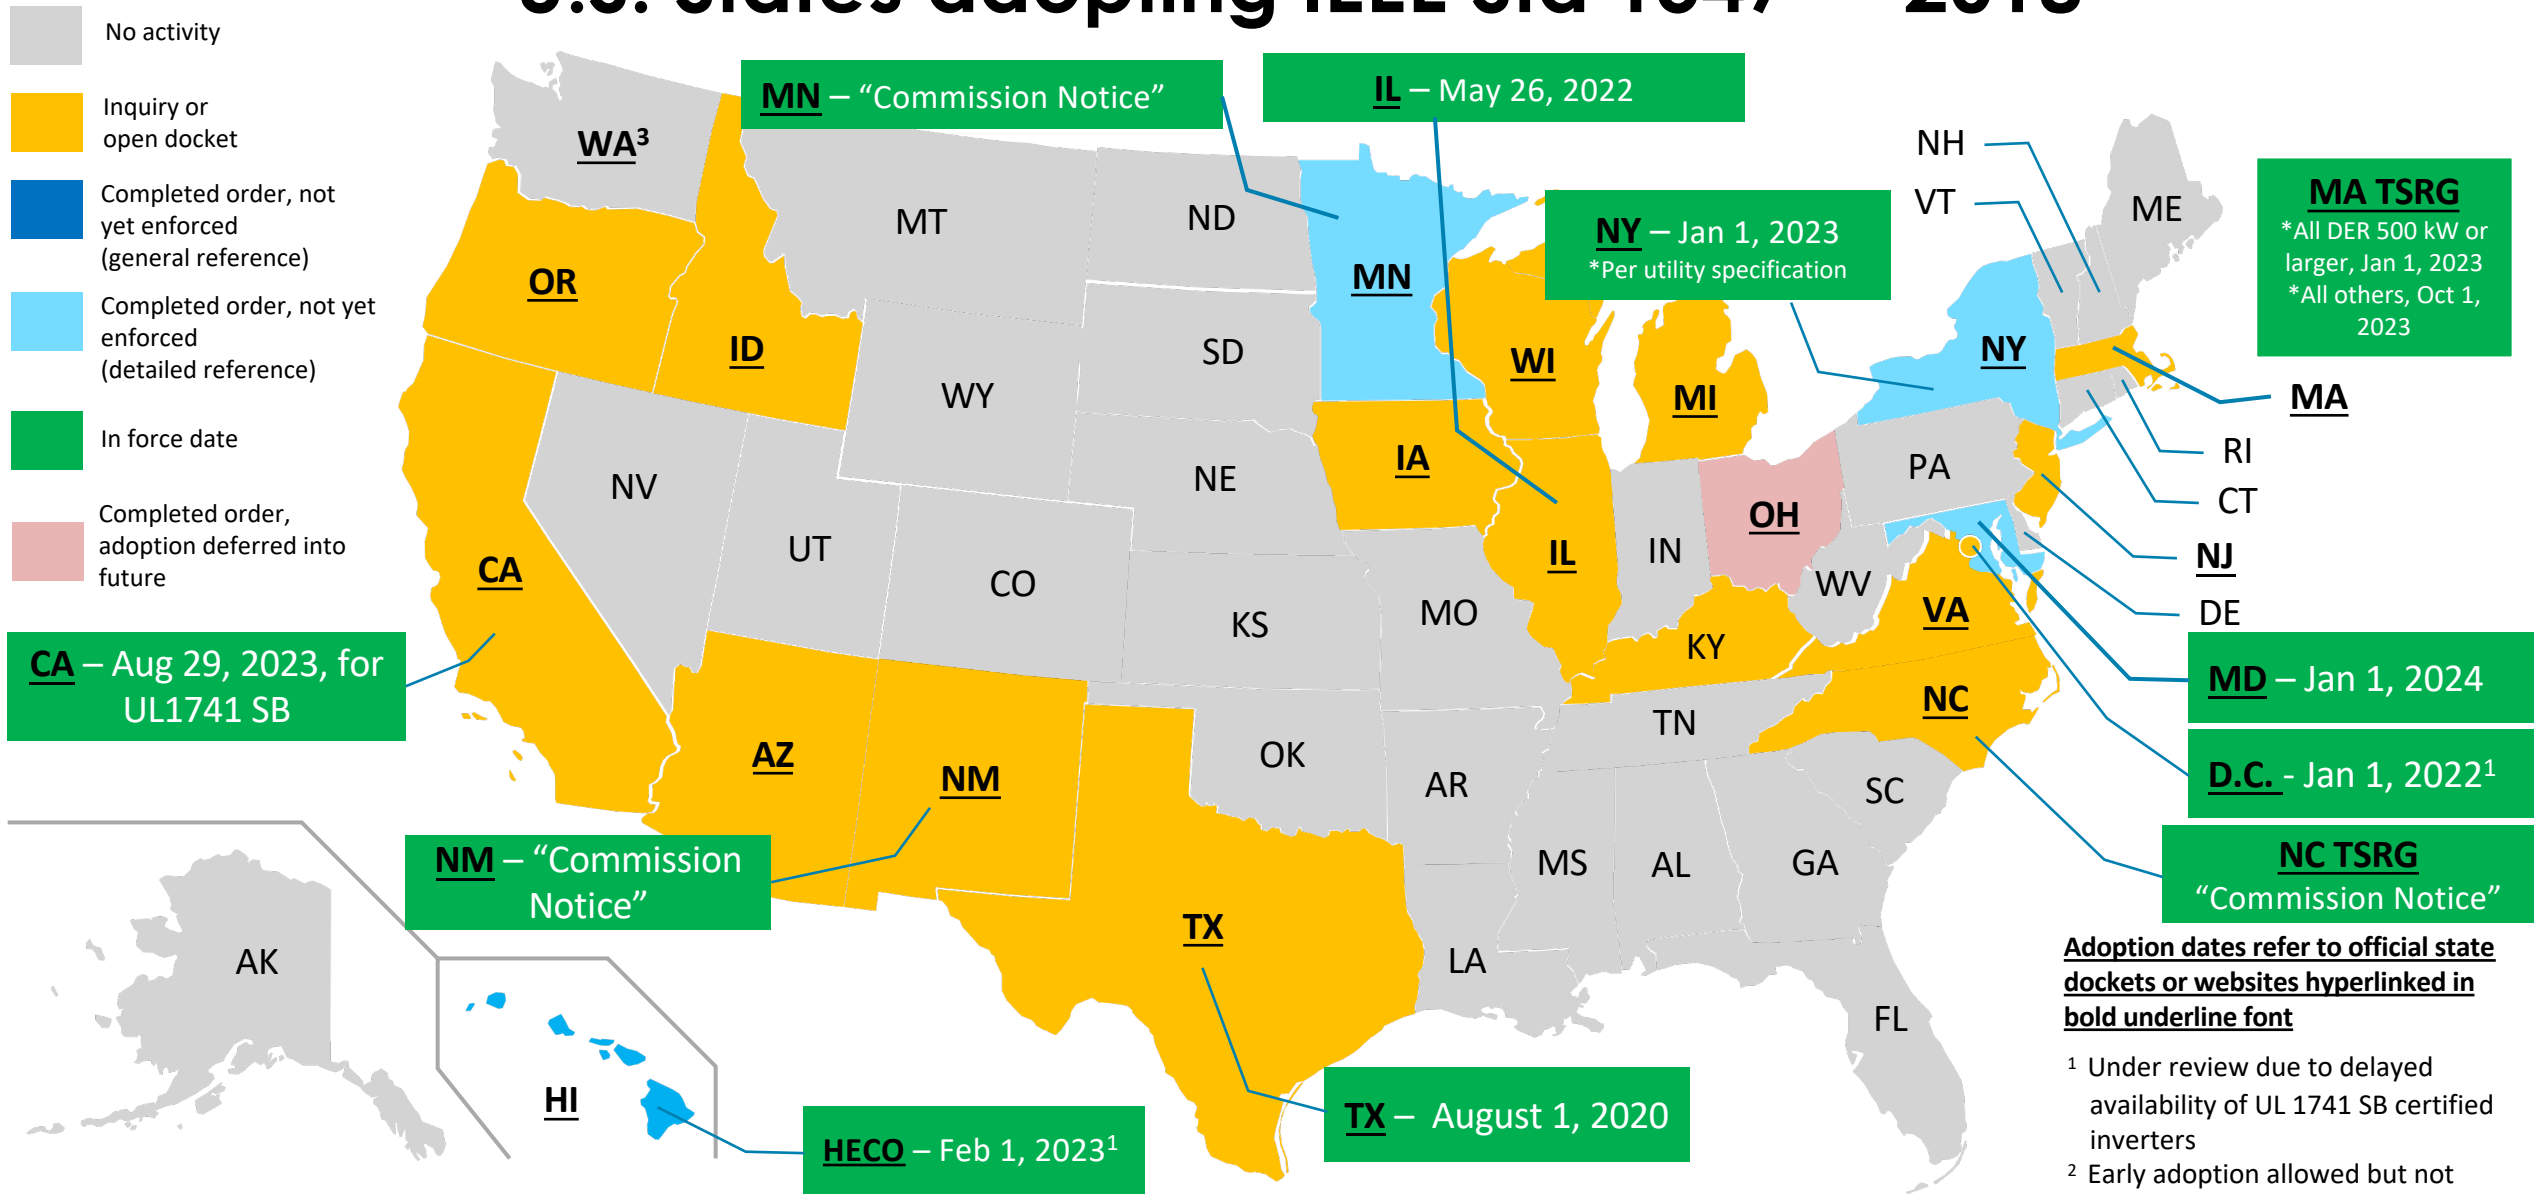 U.S. States adopting IEEE Std 1547 – 2018
No activity
Inquiry or
open docket
Completed order, not
yet enforced
(general reference)
Completed order, not yet
enforced
(detailed reference)
In force date
Completed order,
adoption deferred into
future
MN – “Commission Notice”
IL – May 26, 2022
NY – Jan 1, 2023
*Per utility specification
MA TSRG
*All DER 500 kW or
larger, Jan 1, 2023
*All others, Oct 1,
2023
WA³
OR
ID
MT
ND
SD
WY
MN
WI
MI
NH
VT
ME
NY
MA
RI
CT
NJ
DE
PA
NE
IA
IL
IN
OH
WV
VA
KY
NC
NV
UT
CO
KS
MO
CA
AZ
NM
OK
AR
TN
SC
MS
AL
GA
TX
LA
FL
AK
HI
CA – Aug 29, 2023, for
UL1741 SB
NM – “Commission
Notice”
HECO – Feb 1, 2023¹
TX – August 1, 2020
MD – Jan 1, 2024
D.C. - Jan 1, 2022¹
NC TSRG
“Commission Notice”
Adoption dates refer to official state
dockets or websites hyperlinked in
bold underline font
¹ Under review due to delayed
availability of UL 1741 SB certified
inverters
² Early adoption allowed but not